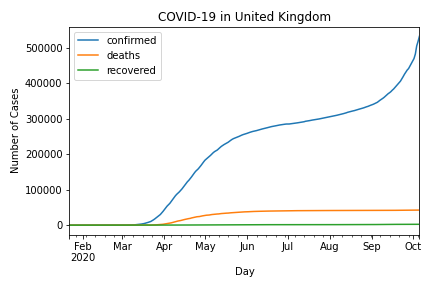 COVID-19 in United Kingdom
confirmed
deaths
recovered
Number of Cases
500000
400000
300000
200000
100000
0
Feb Mar Apr May Jun Jul Aug Sep Oct
2020
Day